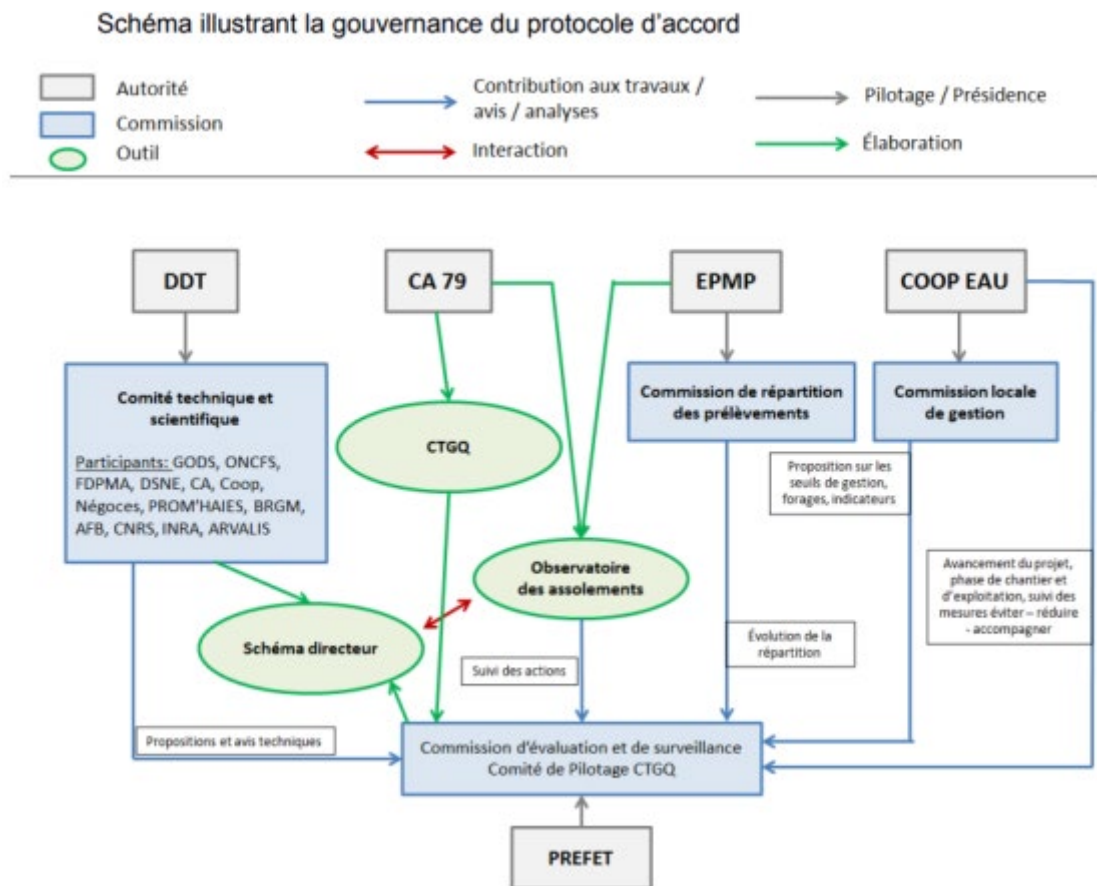 Schéma illustrant la gouvernance du protocole d'accord
Autorité
Commission
Outil
Contribution aux travaux /
avis / analyses
Interaction
Pilotage / Présidence
Élaboration
DDT
CA 79
EPMP
COOP EAU
Comité technique et
scientifique
Participants: GODS, ONCFS,
FDPMA, DSNE, CA, Coop,
Négoces, PROM'HAIES, BRGM,
AFB, CNRS, INRA, ARVALIS
CTGQ
Commission de répartition
des prélèvements
Commission locale
de gestion
Proposition sur les
seuils de gestion,
forages, indicateurs
Observatoire
des assolements
Avancement du projet,
phase de chantier et
d'exploitation, suivi des
mesures éviter – réduire
- accompagner
Schéma directeur
Évolution de la
répartition
Suivi des actions
Propositions et avis techniques
Commission d'évaluation et de surveillance
Comité de Pilotage CTGQ
PREFET